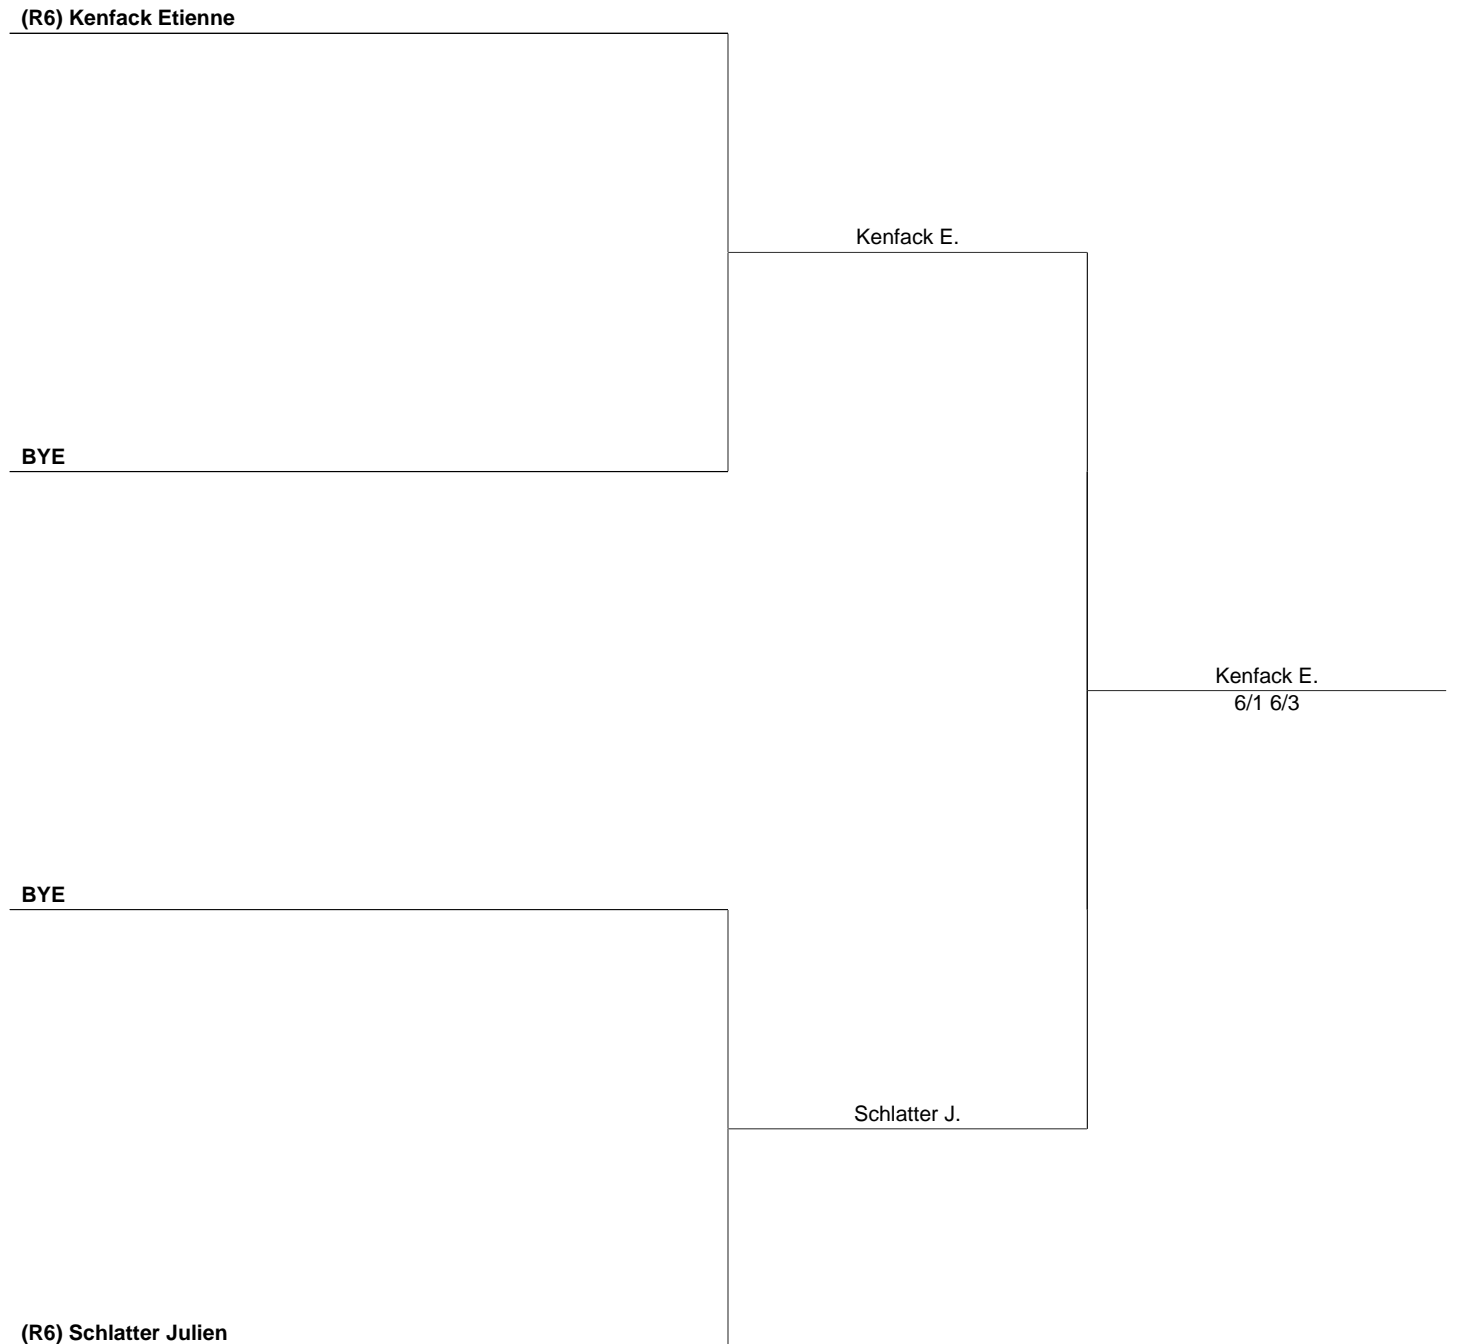 (R6) Kenfack Etienne
Kenfack E.
BYE
Kenfack E.
6/1 6/3
BYE
Schlatter J.
(R6) Schlatter Julien